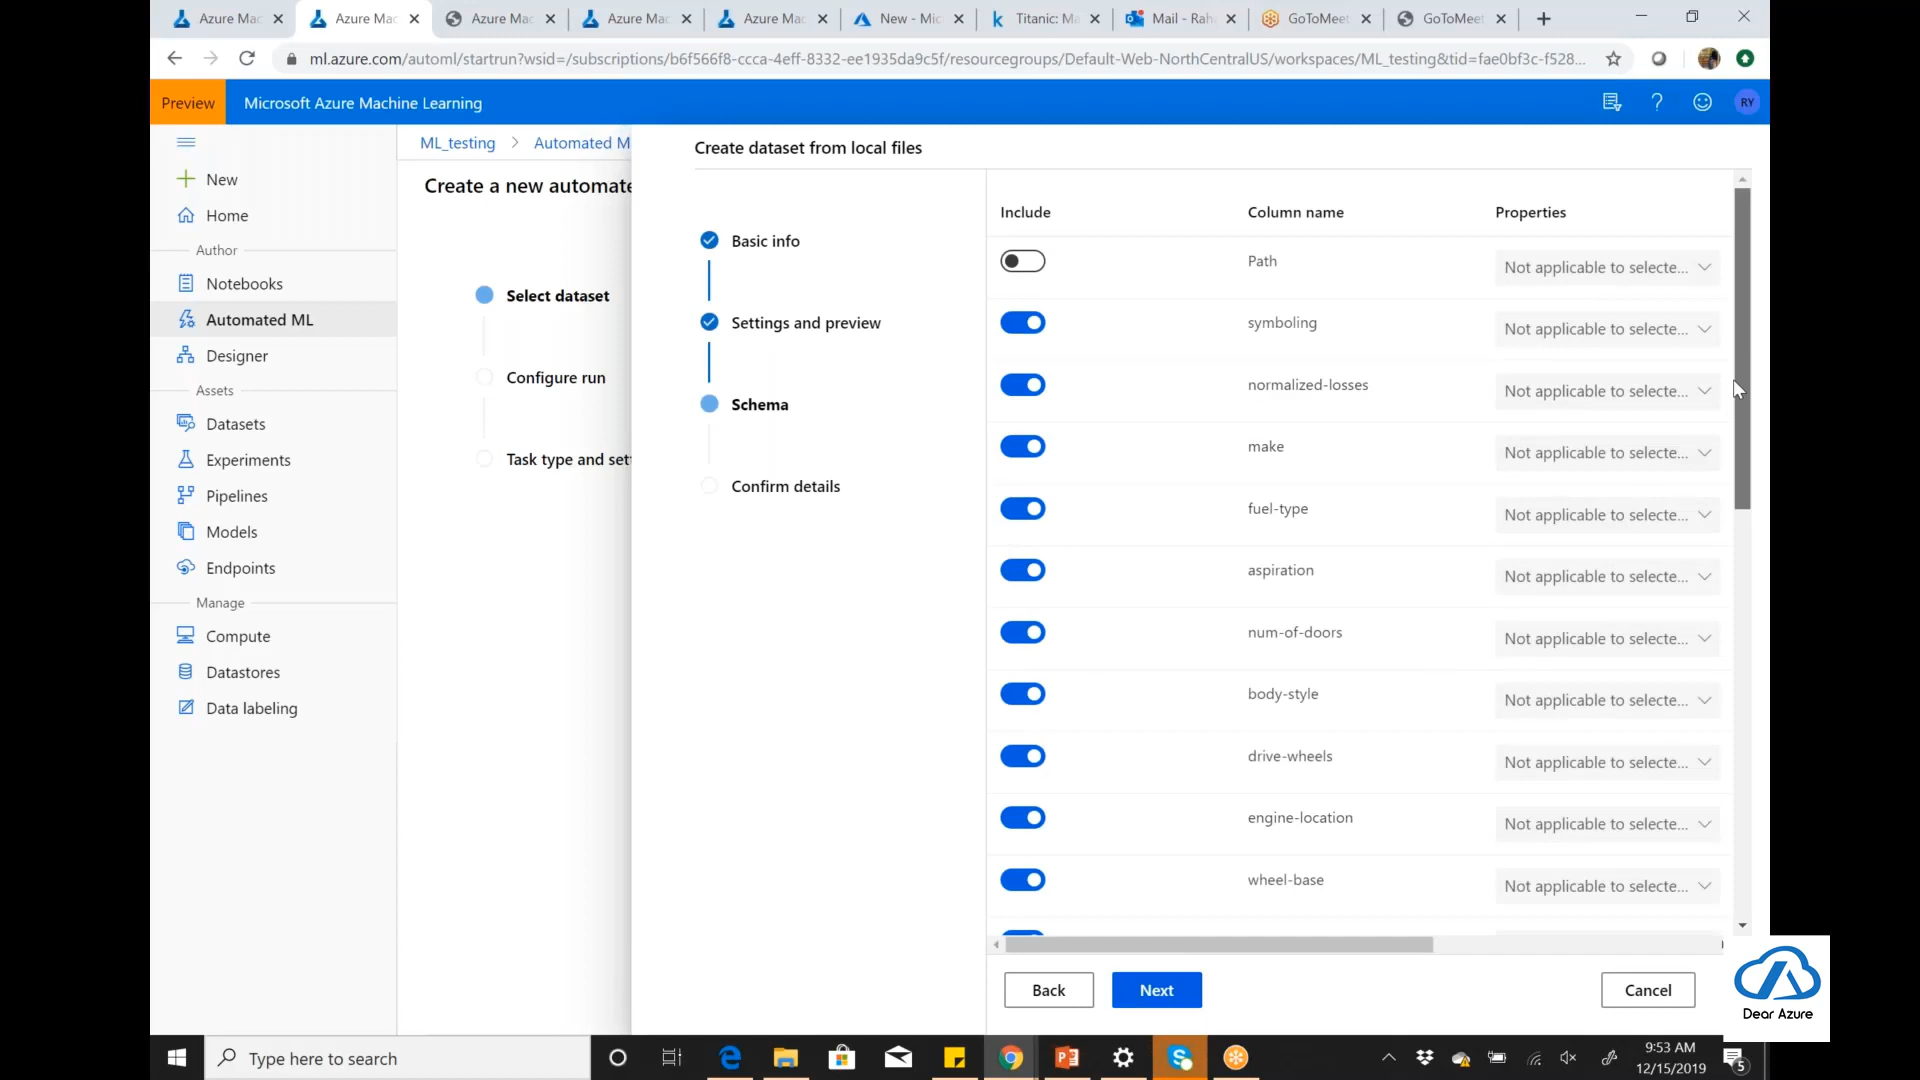 Azure Mac
Azure Mac
Azure Mac
Azure Mac
Azure Mac
New - Mic
Titanic: Ma
Mail - Rah
GoToMeet
GoToMeet
ml.azure.com/automl/startrun?wsid=/subscriptions/b6f566f8-ccca-4eff-8332-ee1935da9c5f/resourcegroups/Default-Web-NorthCentralUS/workspaces/ML_testing&tid=fae0bf3c-f528...
Preview
Microsoft Azure Machine Learning
RY
New
Home
Author
Notebooks
Automated ML
Designer
Assets
Datasets
Experiments
Pipelines
Models
Endpoints
Manage
Compute
Datastores
Data labeling
ML_testing > Automated M
Create a new automate
Select dataset
Configure run
Task type and sett
Create dataset from local files
Basic info
Settings and preview
Schema
Confirm details
Include Column name Properties
Path Not applicable to selecte...
symboling Not applicable to selecte...
normalized-losses Not applicable to selecte...
make Not applicable to selecte...
fuel-type Not applicable to selecte...
aspiration Not applicable to selecte...
num-of-doors Not applicable to selecte...
body-style Not applicable to selecte...
drive-wheels Not applicable to selecte...
engine-location Not applicable to selecte...
wheel-base Not applicable to selecte...
Back Next Cancel
Dear Azure
Type here to search
9:53 AM
12/15/2019
5